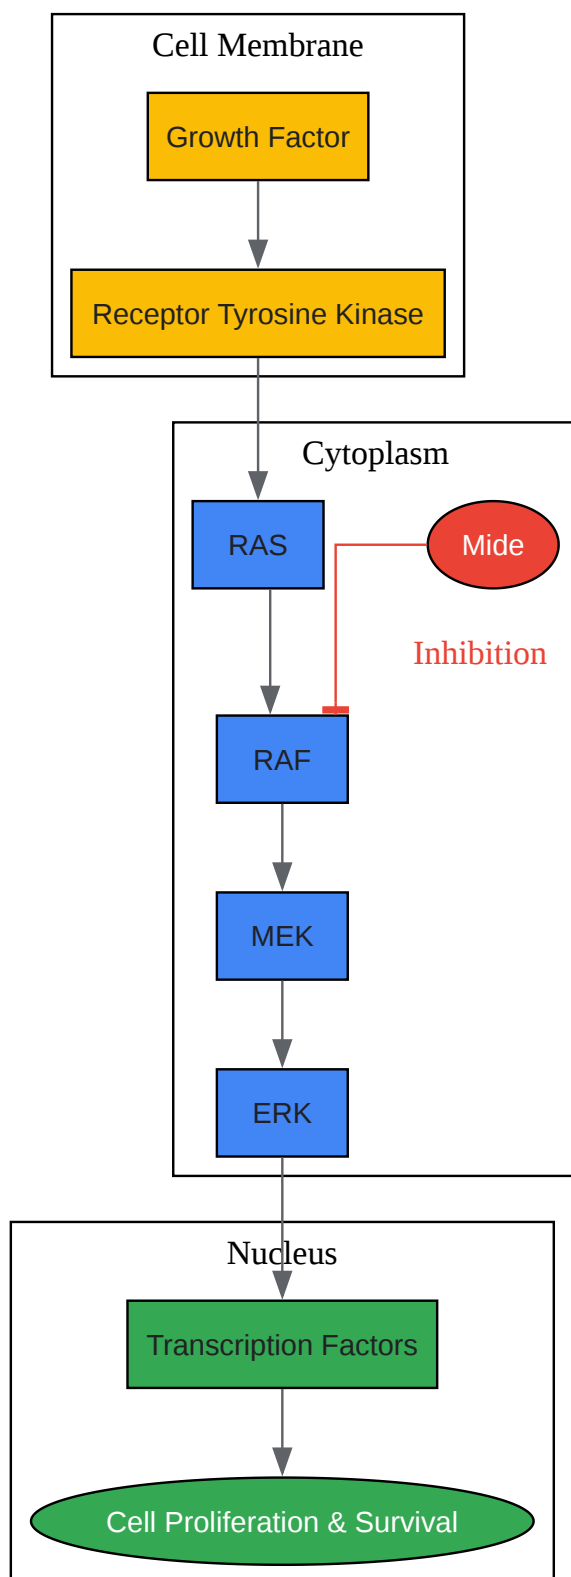 Cell Membrane
Growth Factor
Receptor Tyrosine Kinase
Cytoplasm
RAS
Mide
Inhibition
RAF
MEK
ERK
Nucleus
Transcription Factors
Cell Proliferation & Survival